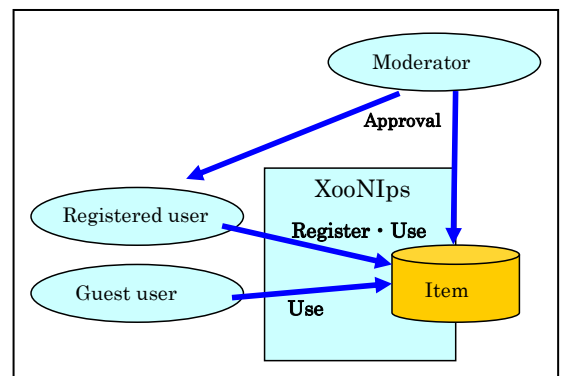 Moderator
Approval
XooNIps
Registered user
Register・Use
Guest user
Item
Use